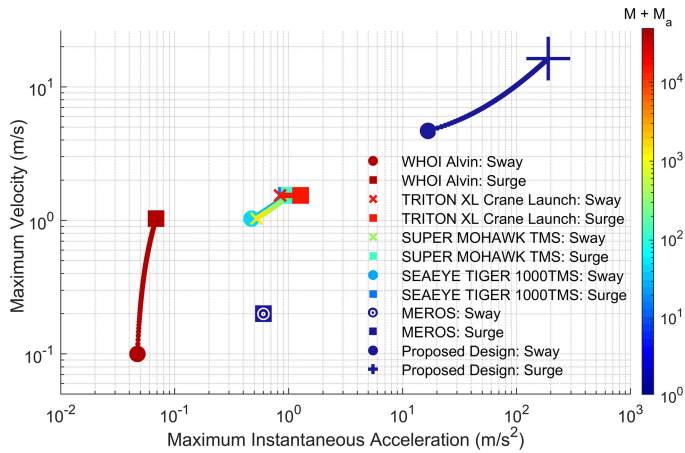 M + Ma
10^1
10^0
10^-1
Maximum Velocity (m/s)
WHOI Alvin: Sway
WHOI Alvin: Surge
TRITON XL Crane Launch: Sway
TRITON XL Crane Launch: Surge
SUPER MOHAWK TMS: Sway
SUPER MOHAWK TMS: Surge
SEAEYE TIGER 1000TMS: Sway
SEAEYE TIGER 1000TMS: Surge
MEROS: Sway
MEROS: Surge
Proposed Design: Sway
Proposed Design: Surge
10^4
10^3
10^2
10^1
10^0
10^-2
10^-1
10^0
10^1
10^2
10^3
Maximum Instantaneous Acceleration (m/s^2)